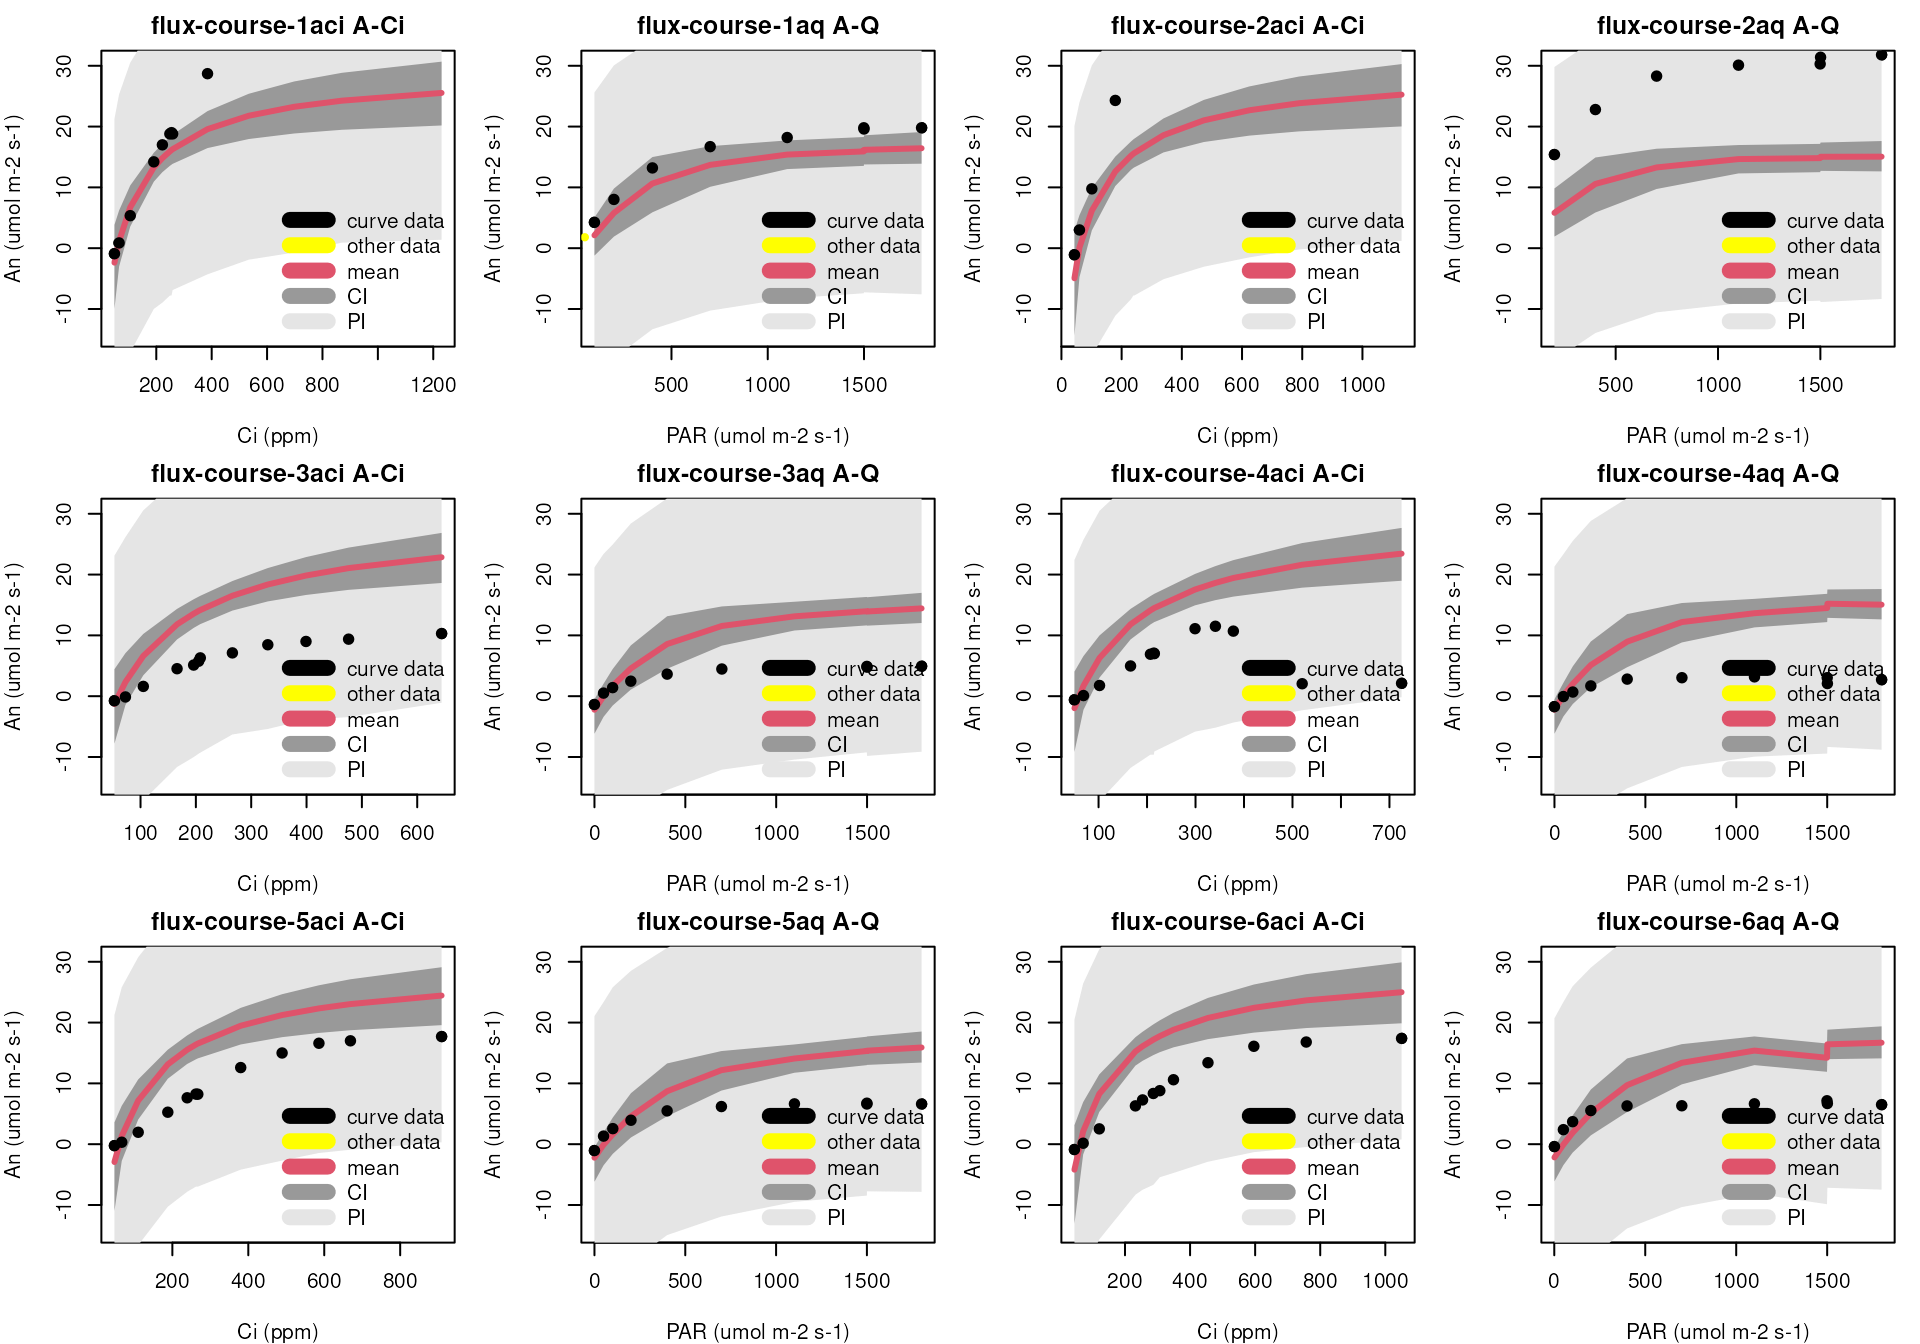 flux-course-1aci A-Ci
An (umol m-2 s-1)
30
20
10
0
-10
curve data
other data
mean
CI
PI
200 400 600 800 1200
Ci (ppm)
flux-course-1aq A-Q
An (umol m-2 s-1)
30
20
10
0
-10
curve data
other data
mean
CI
PI
500 1000 1500
PAR (umol m-2 s-1)
flux-course-2aci A-Ci
An (umol m-2 s-1)
30
20
10
0
-10
curve data
other data
mean
CI
PI
0 200 400 600 800 1000
Ci (ppm)
flux-course-2aq A-Q
An (umol m-2 s-1)
30
20
10
0
-10
curve data
other data
mean
CI
PI
500 1000 1500
PAR (umol m-2 s-1)
flux-course-3aci A-Ci
An (umol m-2 s-1)
30
20
10
0
-10
curve data
other data
mean
CI
PI
100 200 300 400 500 600
Ci (ppm)
flux-course-3aq A-Q
An (umol m-2 s-1)
30
20
10
0
-10
curve data
other data
mean
CI
PI
0 500 1000 1500
PAR (umol m-2 s-1)
flux-course-4aci A-Ci
An (umol m-2 s-1)
30
20
10
0
-10
curve data
other data
mean
CI
PI
100 300 500 700
Ci (ppm)
flux-course-4aq A-Q
An (umol m-2 s-1)
30
20
10
0
-10
curve data
other data
mean
CI
PI
0 500 1000 1500
PAR (umol m-2 s-1)
flux-course-5aci A-Ci
An (umol m-2 s-1)
30
20
10
0
-10
curve data
other data
mean
CI
PI
200 400 600 800
Ci (ppm)
flux-course-5aq A-Q
An (umol m-2 s-1)
30
20
10
0
-10
curve data
other data
mean
CI
PI
0 500 1000 1500
PAR (umol m-2 s-1)
flux-course-6aci A-Ci
An (umol m-2 s-1)
30
20
10
0
-10
curve data
other data
mean
CI
PI
200 400 600 800 1000
Ci (ppm)
flux-course-6aq A-Q
An (umol m-2 s-1)
30
20
10
0
-10
curve data
other data
mean
CI
PI
0 500 1000 1500
PAR (umol m-2 s-1)